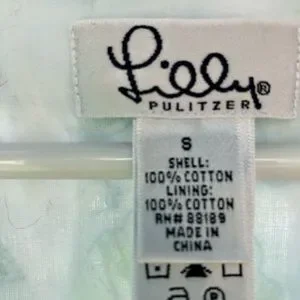 Lilly®
PULITZER
S
SHELL:
100% COTTON
LINING:
100% COTTON
RN# 88189
MADE IN
CHINA